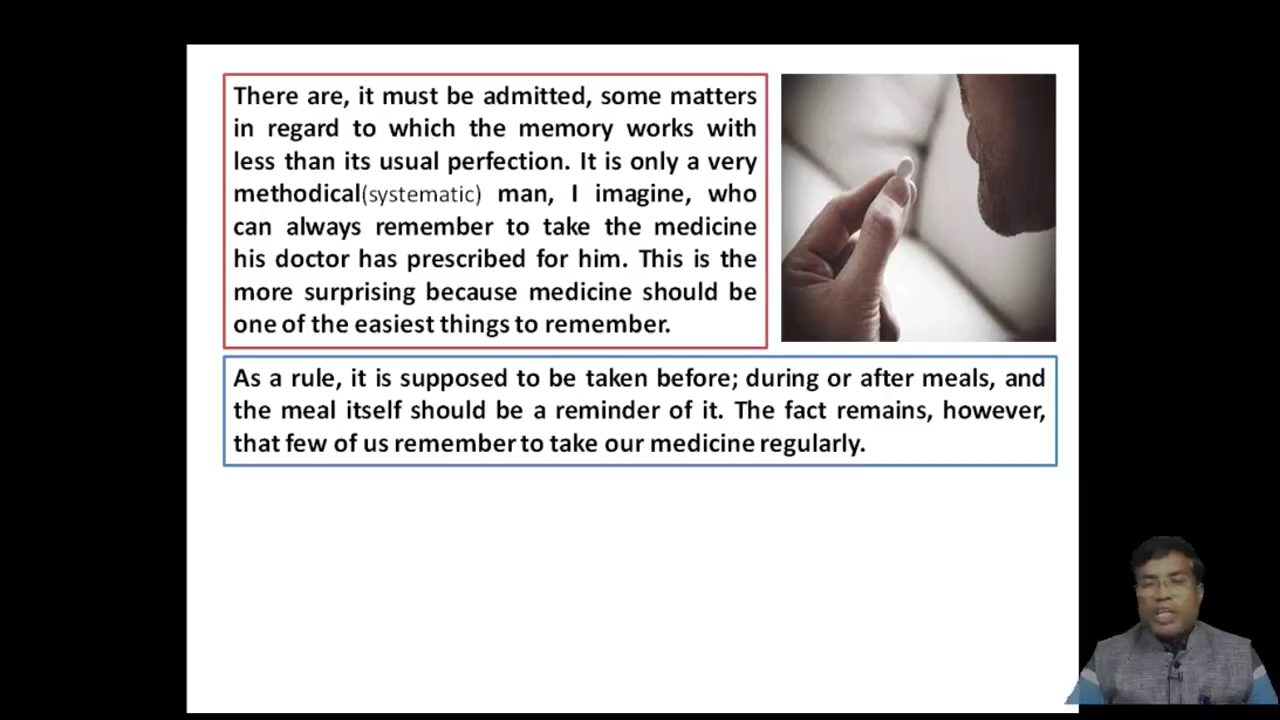 There are, it must be admitted, some matters
in regard to which the memory works with
less than its usual perfection. It is only a very
methodical(systematic) man, I imagine, who
can always remember to take the medicine
his doctor has prescribed for him. This is the
more surprising because medicine should be
one of the easiest things to remember.
As a rule, it is supposed to be taken before; during or after meals, and
the meal itself should be a reminder of it. The fact remains, however,
that few of us remember to take our medicine regularly.